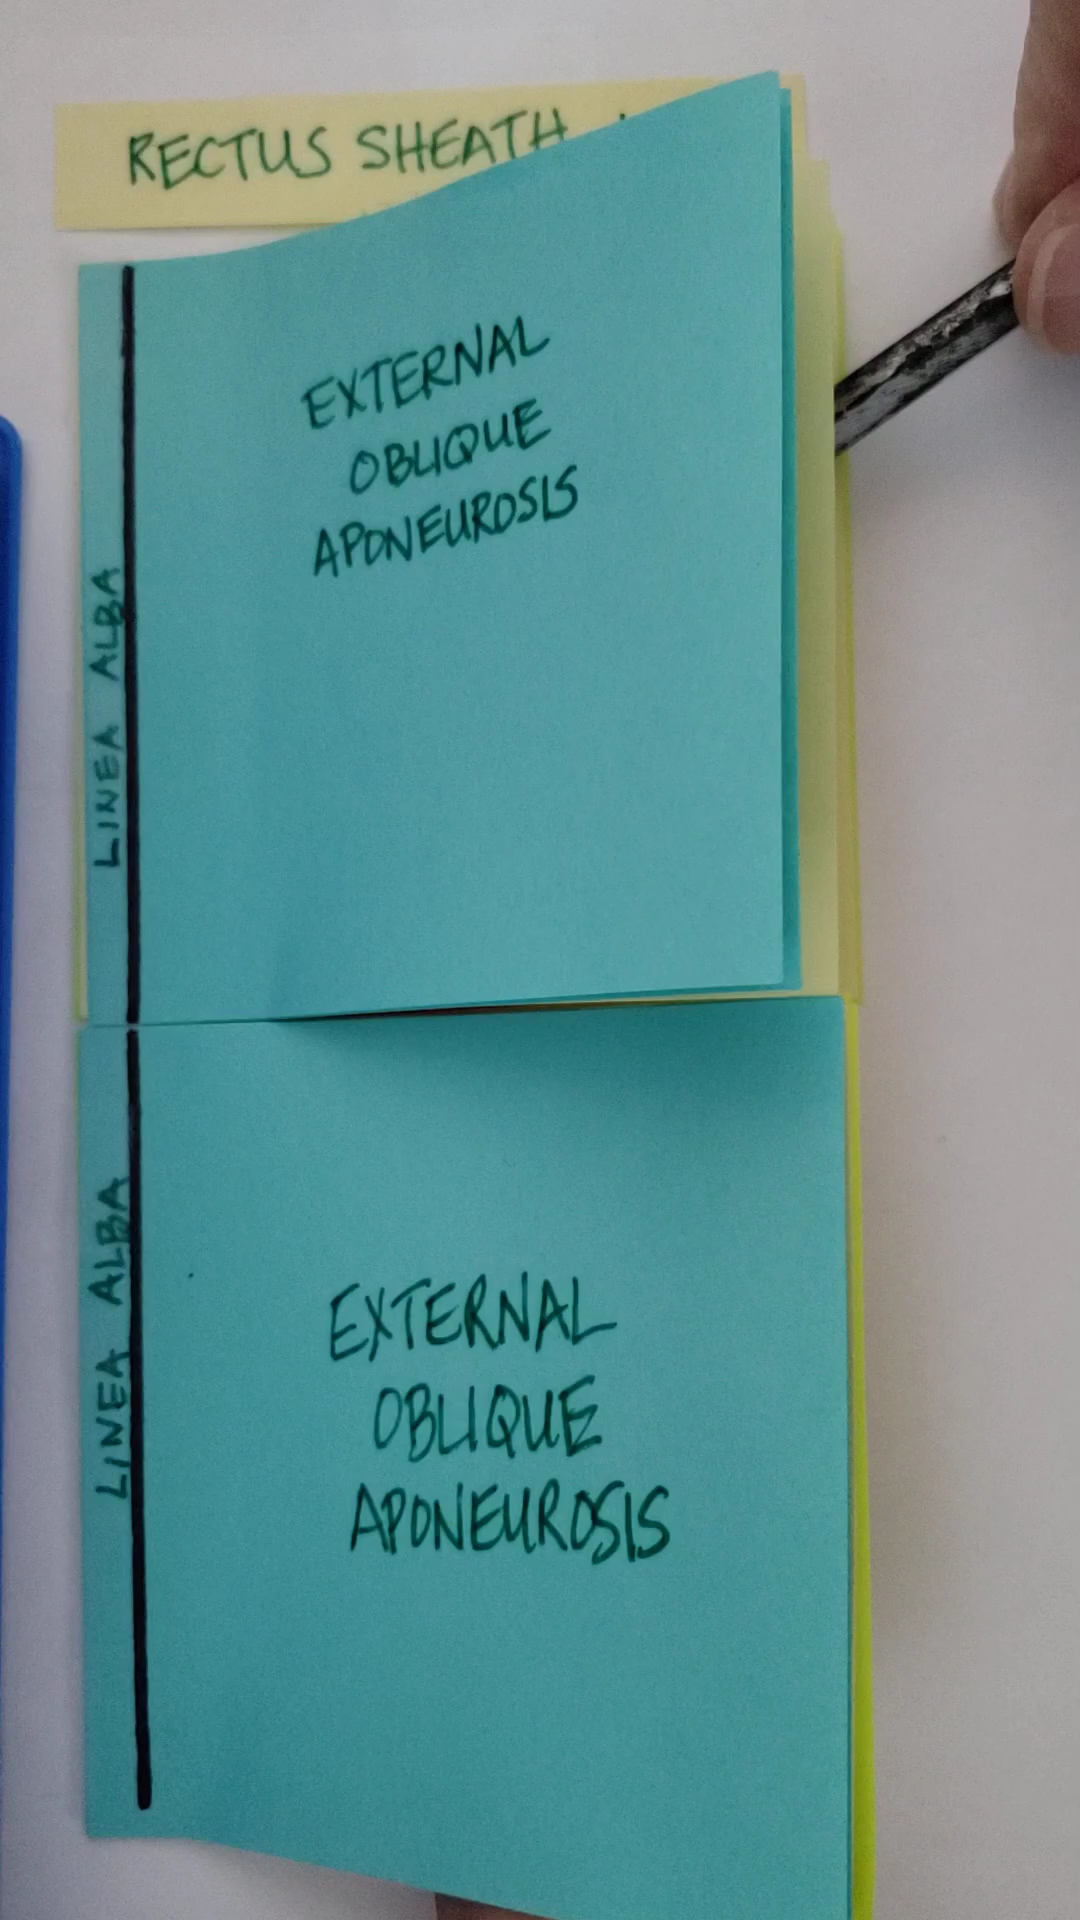 RECTUS SHEATH
EXTERNAL
OBLIQUE
APONEUROSIS
LINEA ALBA
EXTERNAL
OBLIQUE
APONEUROSIS
LINEA ALBA